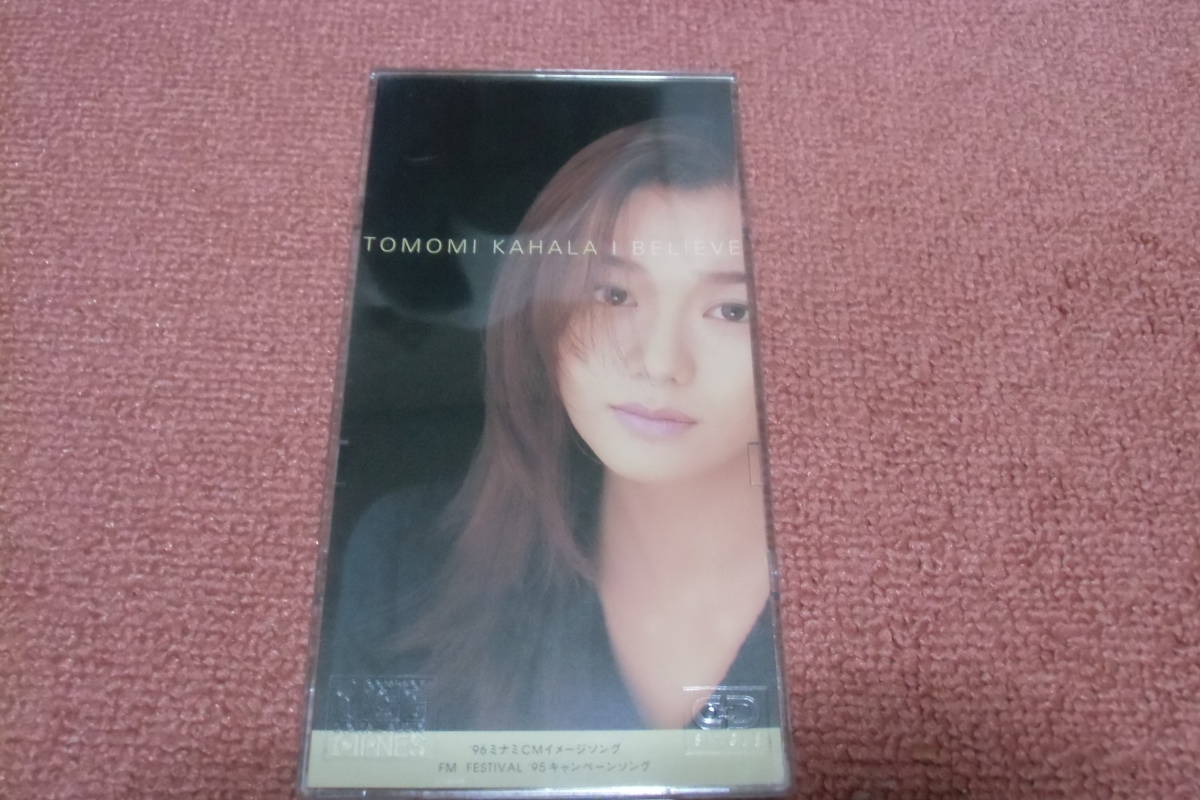 TOMOMI KAHALA I BELIEVE
'96ミナミCMイメージソング
FM FESTIVAL '95キャンペーンソング